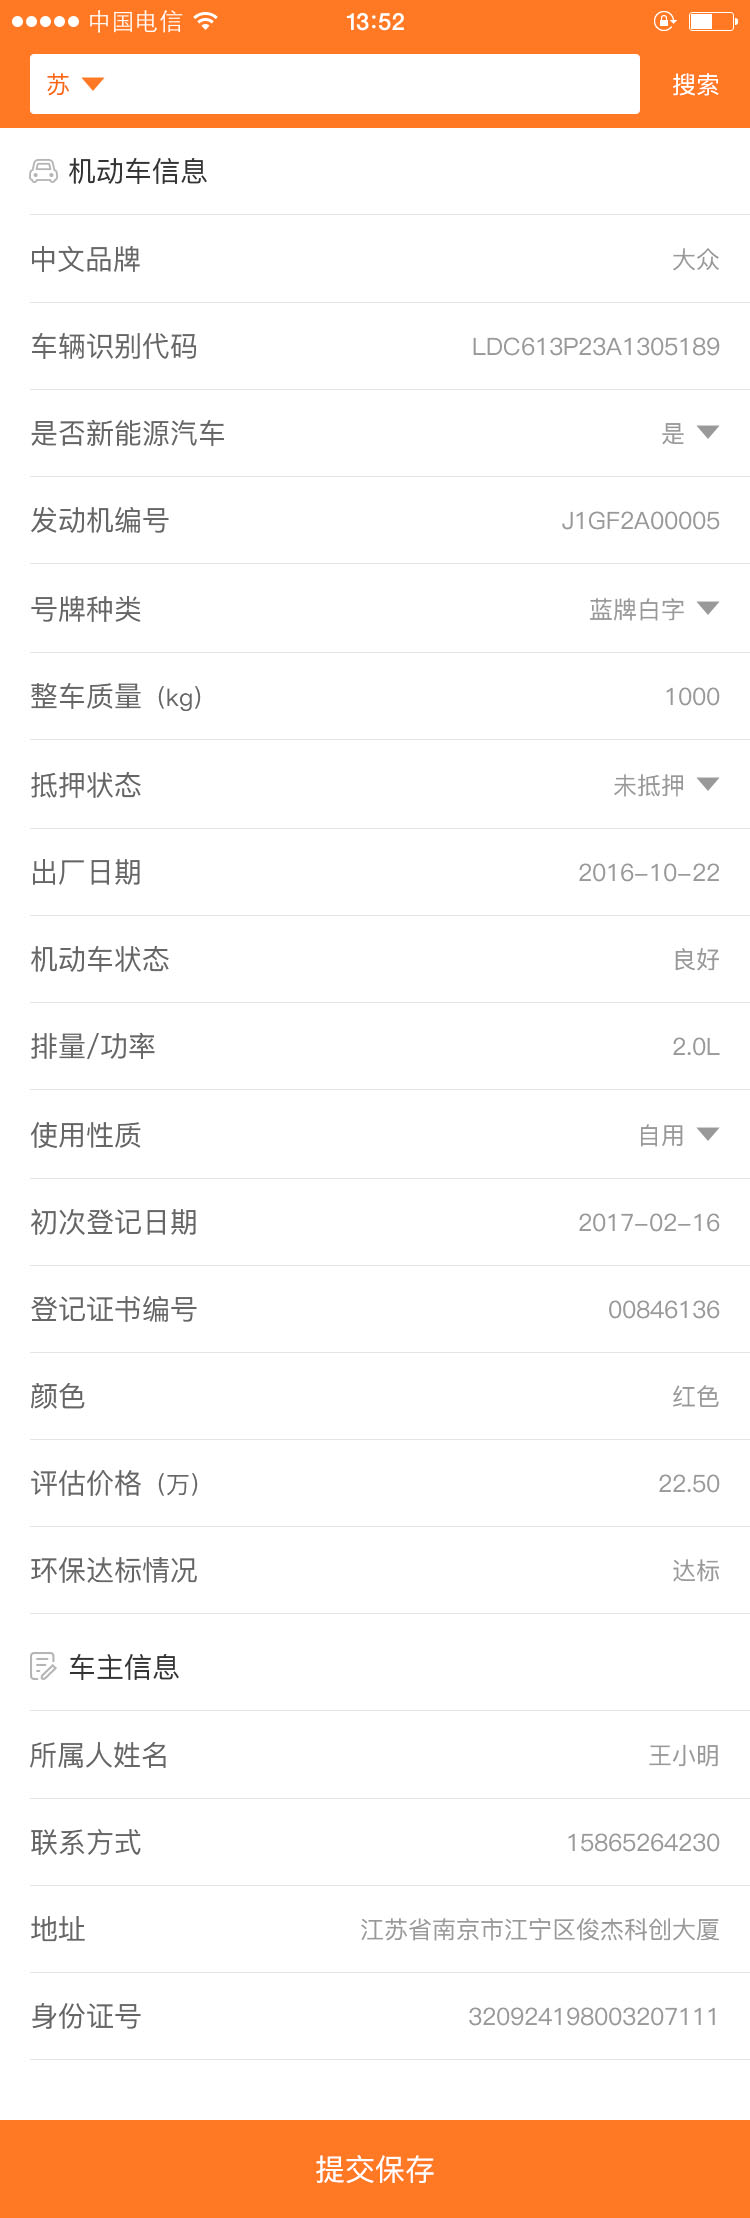 中国电信 13:52
苏 搜索
机动车信息
中文品牌 大众
车辆识别代码 LDC613P23A1305189
是否新能源汽车 是
发动机编号 J1GF2A00005
号牌种类 蓝牌白字
整车质量（kg） 1000
抵押状态 未抵押
出厂日期 2016-10-22
机动车状态 良好
排量/功率 2.0L
使用性质 自用
初次登记日期 2017-02-16
登记证书编号 00846136
颜色 红色
评估价格（万） 22.50
环保达标情况 达标
车主信息
所属人姓名 王小明
联系方式 15865264230
地址 江苏省南京市江宁区俊杰科创大厦
身份证号 320924198003207111
提交保存